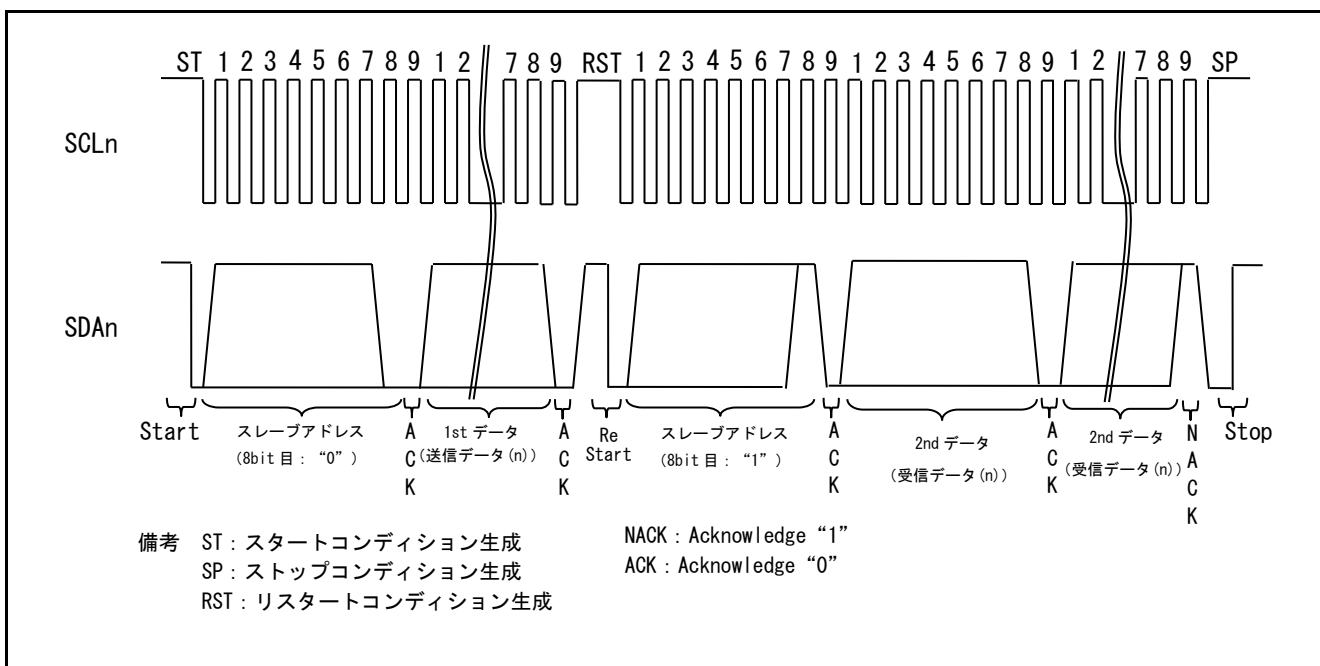 ST 1 2 3 4 5 6 7 8 9 1 2 7 8 9 RST 1 2 3 4 5 6 7 8 9 1 2 3 4 5 6 7 8 9 1 2 7 8 9 SP
SCLn
SDAn
Start
スレーブアドレス
(8bit 目: “0”)
ACK
1st データ
(送信データ(n))
ACK
Re
Start
スレーブアドレス
(8bit 目: “1”)
ACK
2nd データ
(受信データ(n))
ACK
2nd データ
(受信データ(n))
NACK
Stop
備考 ST:スタートコンディション生成
SP:ストップコンディション生成
RST:リスタートコンディション生成
NACK:Acknowledge “1”
ACK:Acknowledge “0”